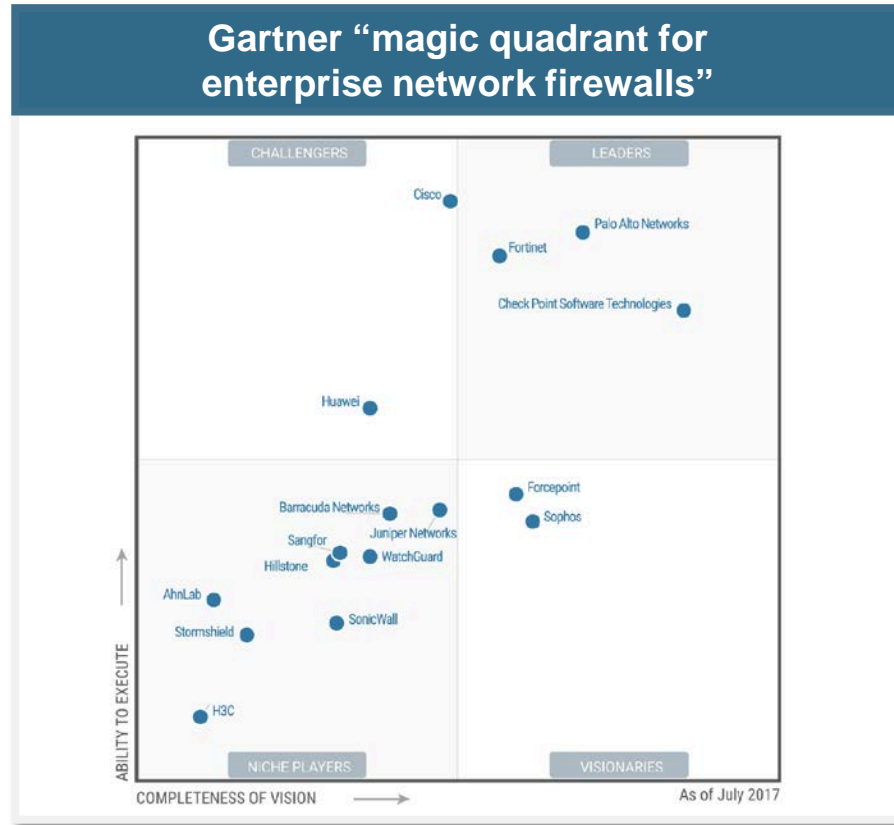 Gartner “magic quadrant for
enterprise network firewalls”
CHALLENGERS
LEADERS
Cisco
Palo Alto Networks
Fortinet
Check Point Software Technologies
Huawei
Forcepoint
Barracuda Networks
Sophos
Juniper Networks
Sangfor
WatchGuard
Hillstone
AhnLab
SonicWall
Stormshield
H3C
ABILITY TO EXECUTE
NICHE PLAYERS
VISIONARIES
COMPLETENESS OF VISION
As of July 2017